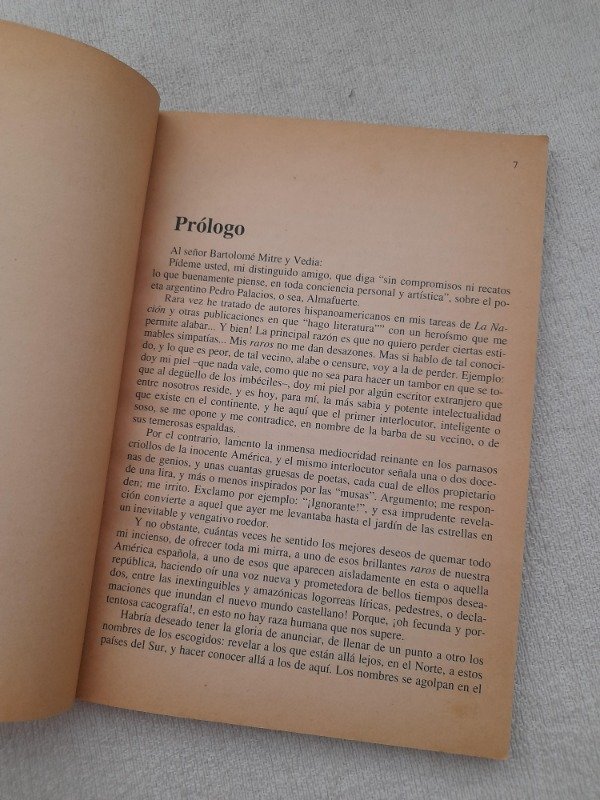 7
Prólogo
Al señor Bartolomé Mitre y Vedia:
Pídeme usted, mi distinguido amigo, que diga “sin compromisos ni recatos
lo que buenamente piense, en toda conciencia personal y artística”, sobre el po-
eta argentino Pedro Palacios, o sea, Almafuerte.
Rara vez he tratado de autores hispanoamericanos en mis tareas de La Na-
ción y otras publicaciones en que “hago literatura”” con un heroísmo que me
permite alabar... Y bien! La principal razón es que no quiero perder ciertas esti-
mables simpatías... Mis raros no me dan desazones. Mas si hablo de tal conoci-
do, y lo que es peor, de tal vecino, alabe o censure, voy a la de perder. Ejemplo:
doy mi piel –que nada vale, como que no sea para hacer un tambor en que se to-
que al degüello de los imbéciles–, doy mi piel por algún escritor extranjero que
entre nosotros reside, y es hoy, para mí, la más sabia y potente intelectualidad
que existe en el continente, y he aquí que el primer interlocutor, inteligente o
soso, se me opone y me contradice, en nombre de la barba de su vecino, o de
sus temerosas espaldas.
Por el contrario, lamento la inmensa mediocridad reinante en los parnasos
criollos de la inocente América, y el mismo interlocutor señala una o dos doce-
nas de genios, y unas cuantas gruesas de poetas, cada cual de ellos propietario
de una lira, y más o menos inspirados por las “musas”. Argumento; me respon-
den; me irrito. Exclamo por ejemplo: “¡Ignorante!”, y esa imprudente revela-
ción convierte a aquel que ayer me levantaba hasta el jardín de las estrellas en
un inevitable y vengativo roedor.
Y no obstante, cuántas veces he sentido los mejores deseos de quemar todo
mi incienso, de ofrecer toda mi mirra, a uno de esos brillantes raros de nuestra
América española, a uno de esos que aparecen aisladamente en esta o aquella
república, haciendo oír una voz nueva y prometedora de bellos tiempos desea-
dos, entre las inextinguibles y amazónicas logorreas líricas, pedestres, o decla-
maciones que inundan el nuevo mundo castellano! Porque, ¡oh fecunda y por-
tentosa cacografía!, en esto no hay raza humana que nos supere.
Habría deseado tener la gloria de anunciar, de llenar de un punto a otro los
nombres de los escogidos: revelar a los que están allá lejos, en el Norte, a estos
países del Sur, y hacer conocer allá a los de aquí. Los nombres se agolpan en el